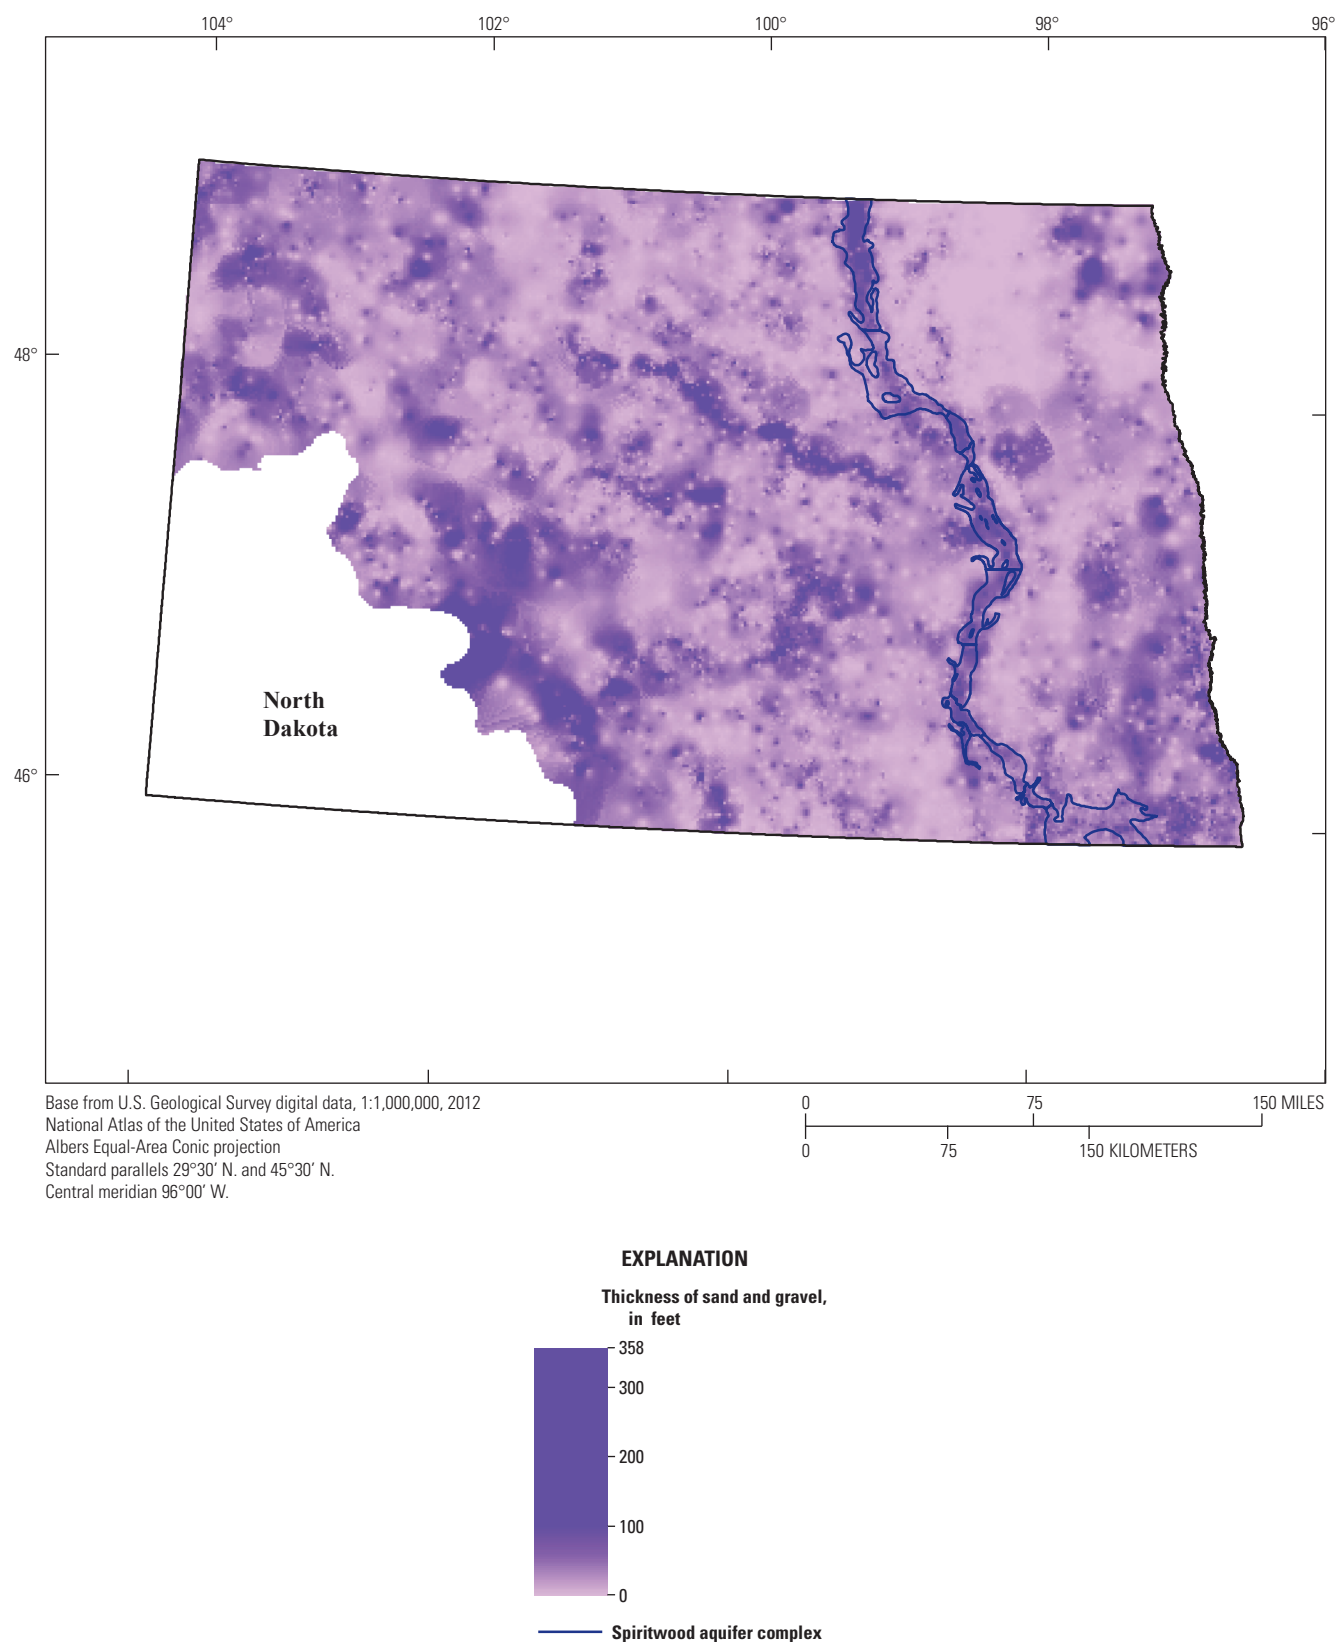 104°
102°
100°
98°
96°
48°
46°
North
Dakota
Base from U.S. Geological Survey digital data, 1:1,000,000, 2012
National Atlas of the United States of America
Albers Equal-Area Conic projection
Standard parallels 29°30′ N. and 45°30′ N.
Central meridian 96°00′ W.
0 75 150 MILES
0 75 150 KILOMETERS
EXPLANATION
Thickness of sand and gravel,
in feet
358
300
200
100
0
Spiritwood aquifer complex